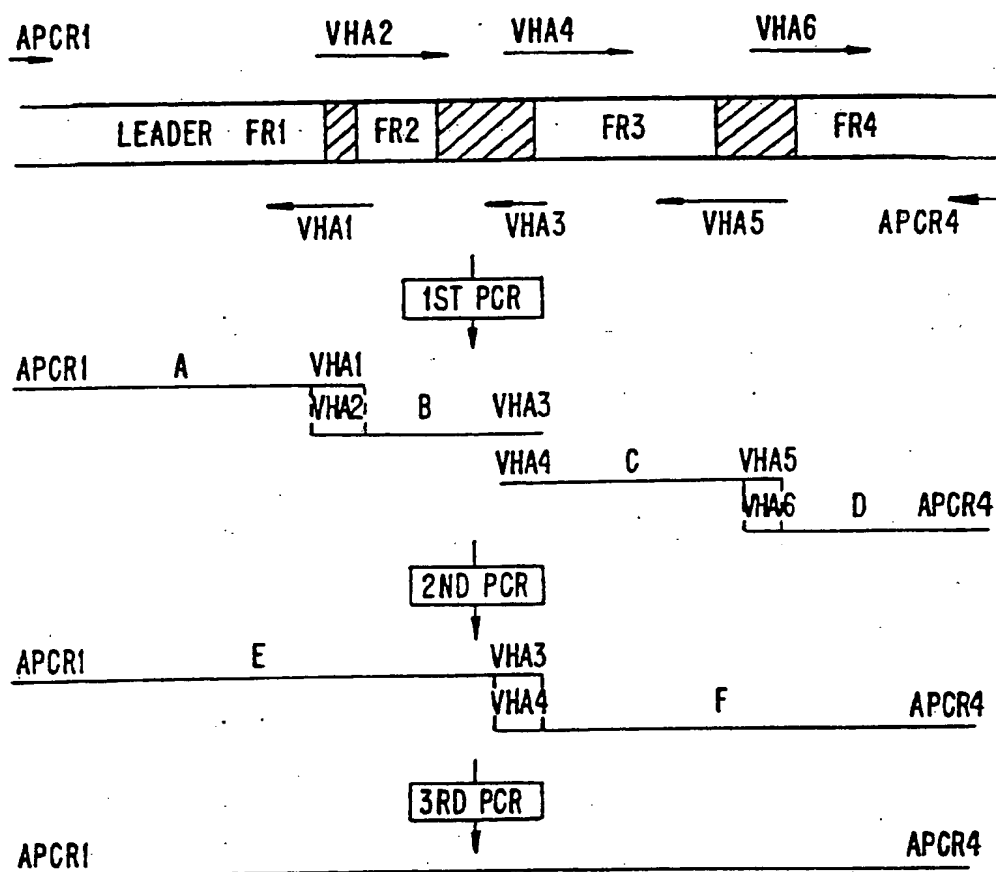 APCR1 VHA2 VHA4 VHA6
LEADER FR1 FR2 FR3 FR4
VHA1 VHA3 VHA5 APCR4
1ST PCR
APCR1 A VHA1
VHA2 B VHA3
VHA4 C VHA5
VHA6 D APCR4
2ND PCR
APCR1 E VHA3
VHA4 F APCR4
3RD PCR
APCR1 APCR4